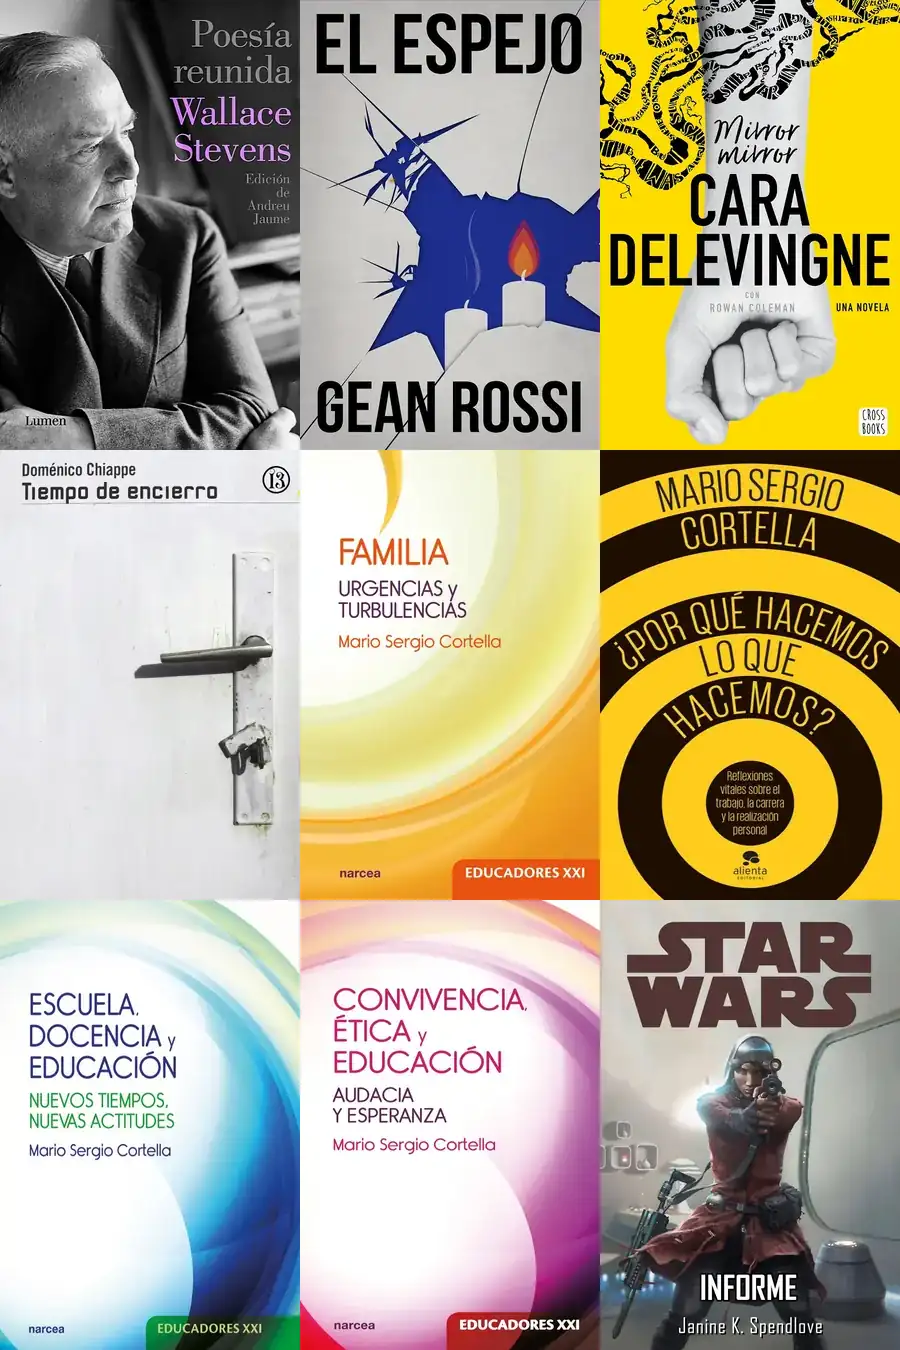 Poesía
reunida
Wallace
Stevens
Edición
de
Andreu
Jaume
Lumen
EL ESPEJO
GEAN ROSSI
Mirror
mirror
CARA
DELEVINGNE
CON
ROWAN COLEMAN
UNA NOVELA
CROSS
BOOKS
Doménico Chiappe
Tiempo de encierro
13
FAMILIA
URGENCIAS y
TURBULENCIAS
Mario Sergio Cortella
narcea
EDUCADORES XXI
MARIO SERGIO
CORTELLA
¿POR QUÉ HACEMOS
LO QUE
HACEMOS?
Reflexiones
vitales sobre el
trabajo, la carrera
y la realización
personal
alienta
EDITORIAL
ESCUELA,
DOCENCIA y
EDUCACIÓN
NUEVOS TIEMPOS,
NUEVAS ACTITUDES
Mario Sergio Cortella
narcea
EDUCADORES XXI
CONVIVENCIA,
ÉTICA y
EDUCACIÓN
AUDACIA
Y ESPERANZA
Mario Sergio Cortella
narcea
EDUCADORES XXI
STAR
WARS
INFORME
Janine K. Spendlove